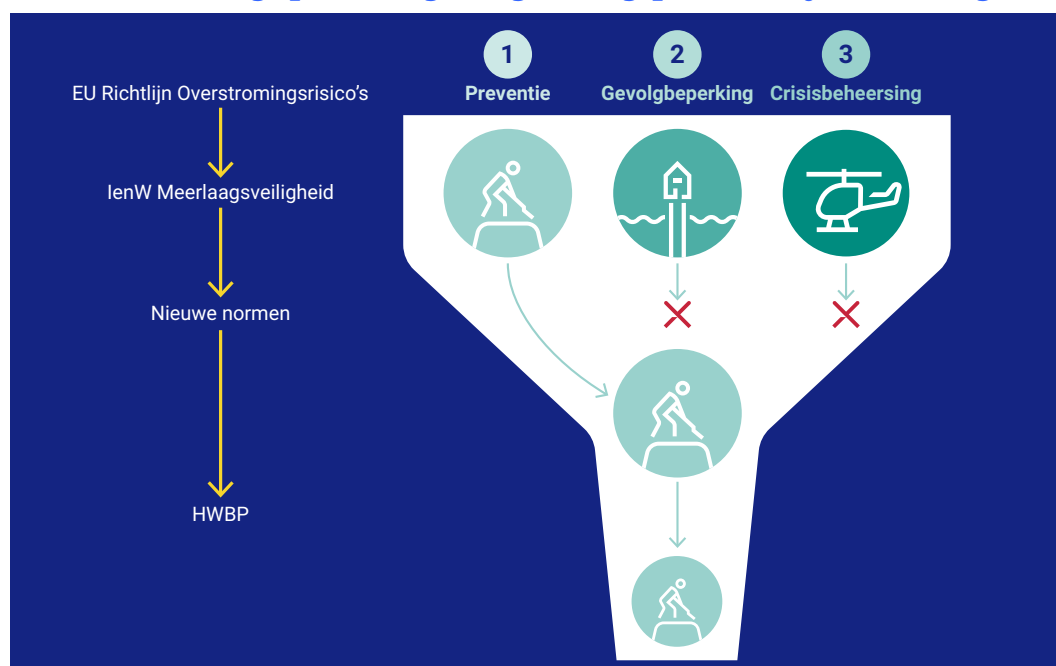 1
2
3
Preventie
Gevolgbeperking
Crisisbeheersing
EU Richtlijn Overstromingsrisico’s
IenW Meerlaagsveiligheid
Nieuwe normen
HWBP